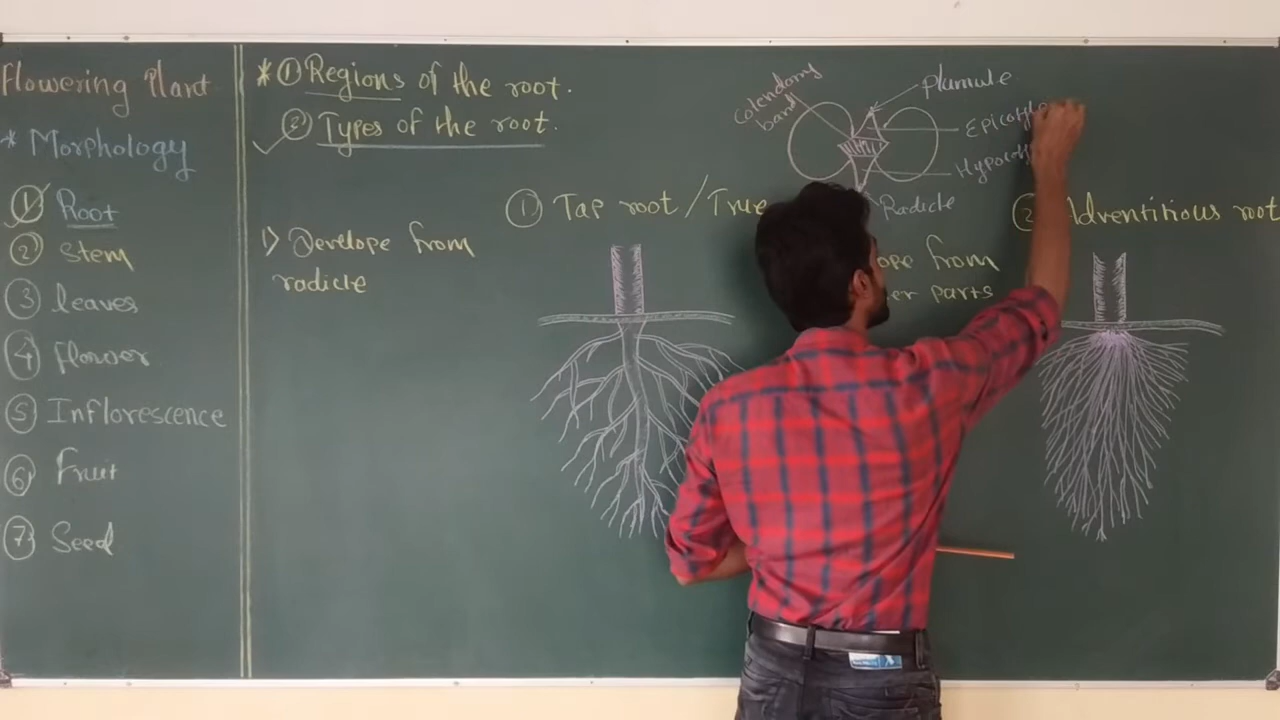 Flowering Plant
* Morphology
① Root
② Stem
③ leaves
④ flower
⑤ Inflorescence
⑥ Fruit
⑦ Seed
* ① Regions of the root.
② Types of the root.
1) Develope from
radicle
① Tap root / True
Plumule
Radicle
from
parts
② Adventitious root